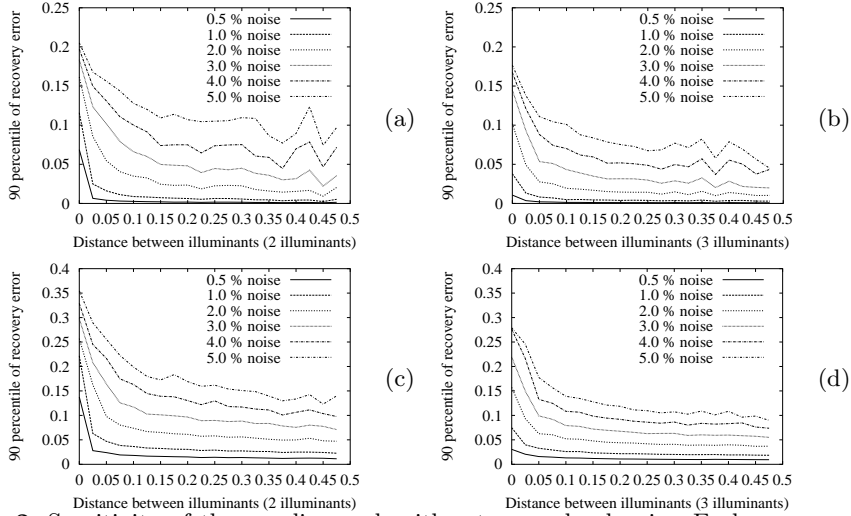 0.25
0.2
0.15
0.1
0.05
0
90 percentile of recovery error
0.5 % noise
1.0 % noise
2.0 % noise
3.0 % noise
4.0 % noise
5.0 % noise
0 0.05 0.1 0.15 0.2 0.25 0.3 0.35 0.4 0.45 0.5
Distance between illuminants (2 illuminants)
(a)
0.25
0.2
0.15
0.1
0.05
0
90 percentile of recovery error
0.5 % noise
1.0 % noise
2.0 % noise
3.0 % noise
4.0 % noise
5.0 % noise
0 0.05 0.1 0.15 0.2 0.25 0.3 0.35 0.4 0.45 0.5
Distance between illuminants (3 illuminants)
(b)
0.4
0.35
0.3
0.25
0.2
0.15
0.1
0.05
0
90 percentile of recovery error
0.5 % noise
1.0 % noise
2.0 % noise
3.0 % noise
4.0 % noise
5.0 % noise
0 0.05 0.1 0.15 0.2 0.25 0.3 0.35 0.4 0.45 0.5
Distance between illuminants (2 illuminants)
(c)
0.4
0.35
0.3
0.25
0.2
0.15
0.1
0.05
0
90 percentile of recovery error
0.5 % noise
1.0 % noise
2.0 % noise
3.0 % noise
4.0 % noise
5.0 % noise
0 0.05 0.1 0.15 0.2 0.25 0.3 0.35 0.4 0.45 0.5
Distance between illuminants (3 illuminants)
(d)